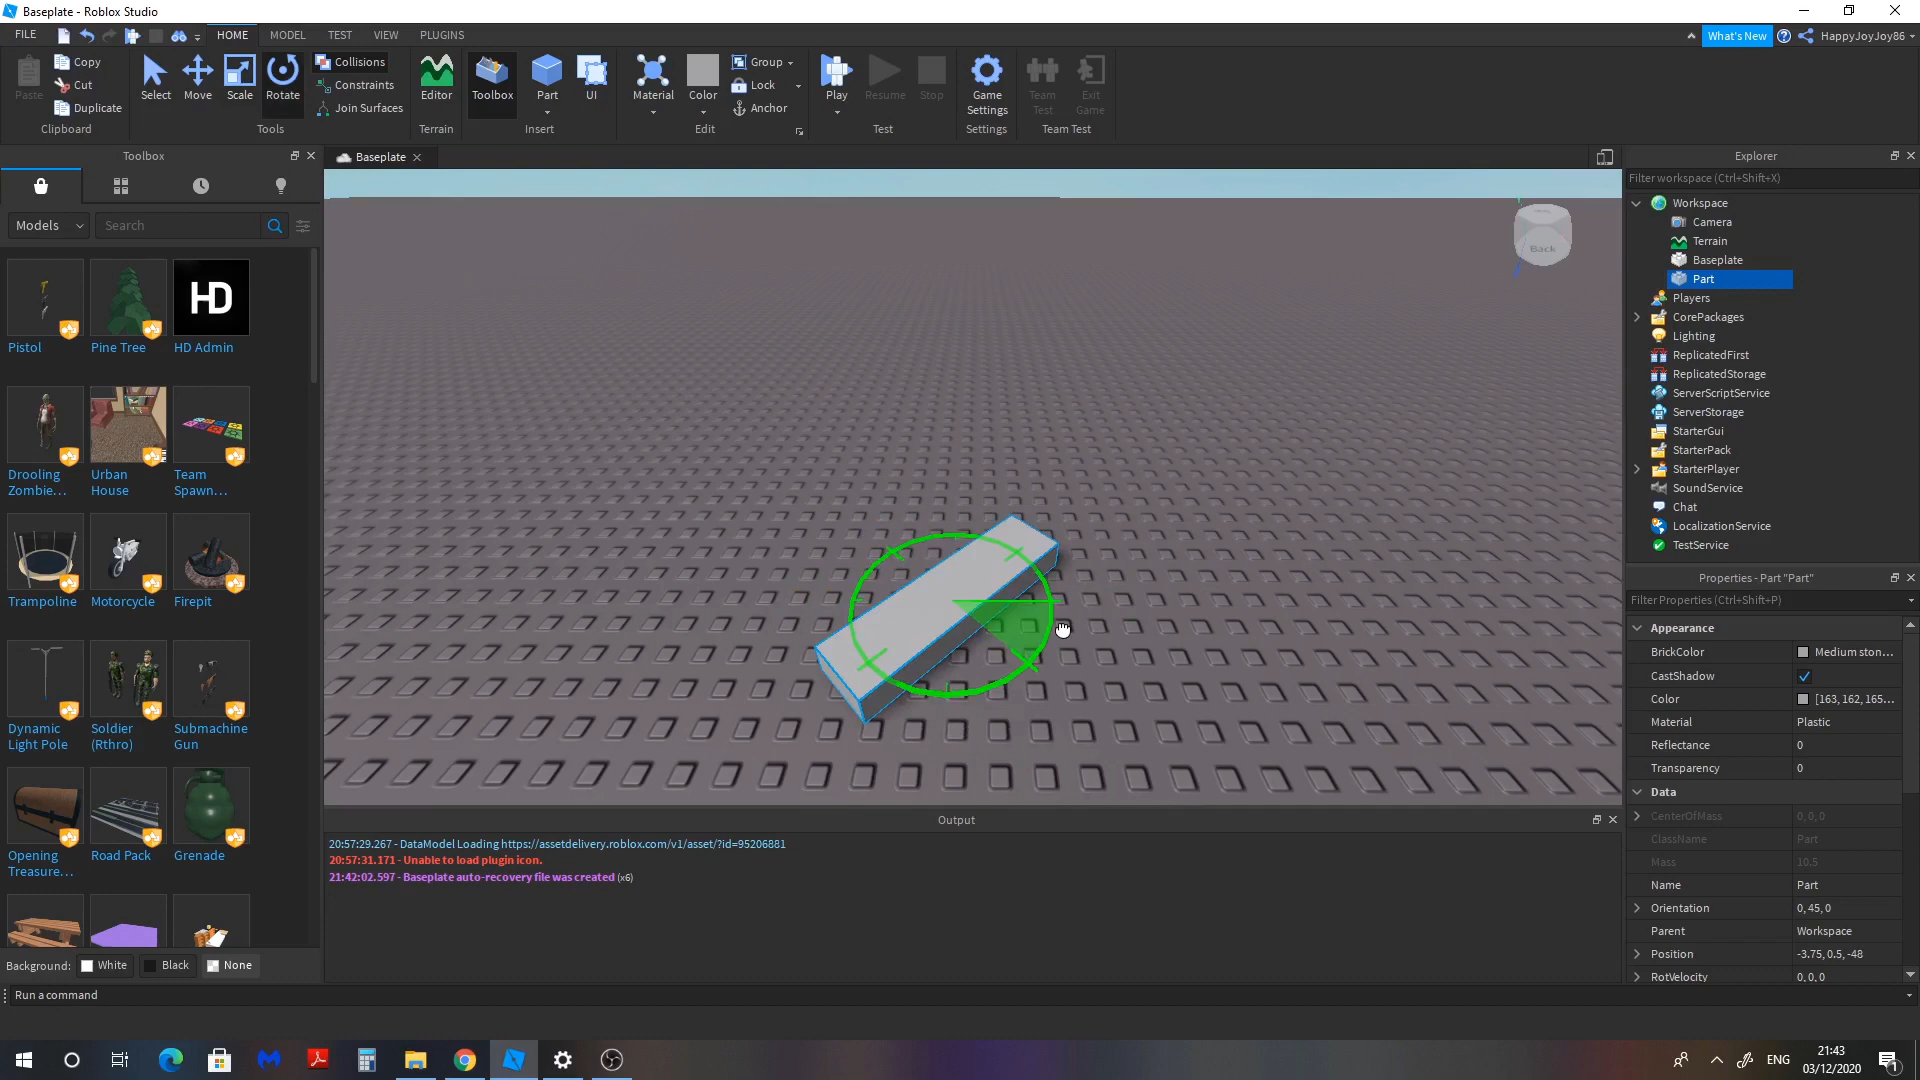 Baseplate - Roblox Studio
FILE
HOME
MODEL
TEST
VIEW
PLUGINS
What's New
HappyJoyJoy86
Paste
Copy
Cut
Duplicate
Clipboard
Select
Move
Scale
Rotate
Collisions
Constraints
Join Surfaces
Tools
Editor
Terrain
Toolbox
Part
UI
Insert
Material
Color
Group
Lock
Anchor
Edit
Play
Resume
Stop
Test
Game
Settings
Settings
Team
Test
Exit
Game
Team Test
Toolbox
Models
Search
HD
Pistol
Pine Tree
HD Admin
Drooling
Zombie...
Urban
House
Team
Spawn...
Trampoline
Motorcycle
Firepit
Dynamic
Light Pole
Soldier
(Rthro)
Submachine
Gun
Opening
Treasure...
Road Pack
Grenade
Background:
White
Black
None
Baseplate
Back
Output
20:57:29.267 - DataModel Loading https://assetdelivery.roblox.com/v1/asset/?id=95206881
20:57:31.171 - Unable to load plugin icon.
21:42:02.597 - Baseplate auto-recovery file was created (x6)
Explorer
Filter workspace (Ctrl+Shift+X)
Workspace
Camera
Terrain
Baseplate
Part
Players
CorePackages
Lighting
ReplicatedFirst
ReplicatedStorage
ServerScriptService
ServerStorage
StarterGui
StarterPack
StarterPlayer
SoundService
Chat
LocalizationService
TestService
Properties - Part "Part"
Filter Properties (Ctrl+Shift+P)
Appearance
BrickColor Medium ston...
CastShadow
Color [163, 162, 165...
Material Plastic
Reflectance 0
Transparency 0
Data
CenterOfMass 0, 0, 0
ClassName Part
Mass 10.5
Name Part
Orientation 0, 45, 0
Parent Workspace
Position -3.75, 0.5, -48
RotVelocity 0, 0, 0
Run a command
ENG
21:43
03/12/2020
1